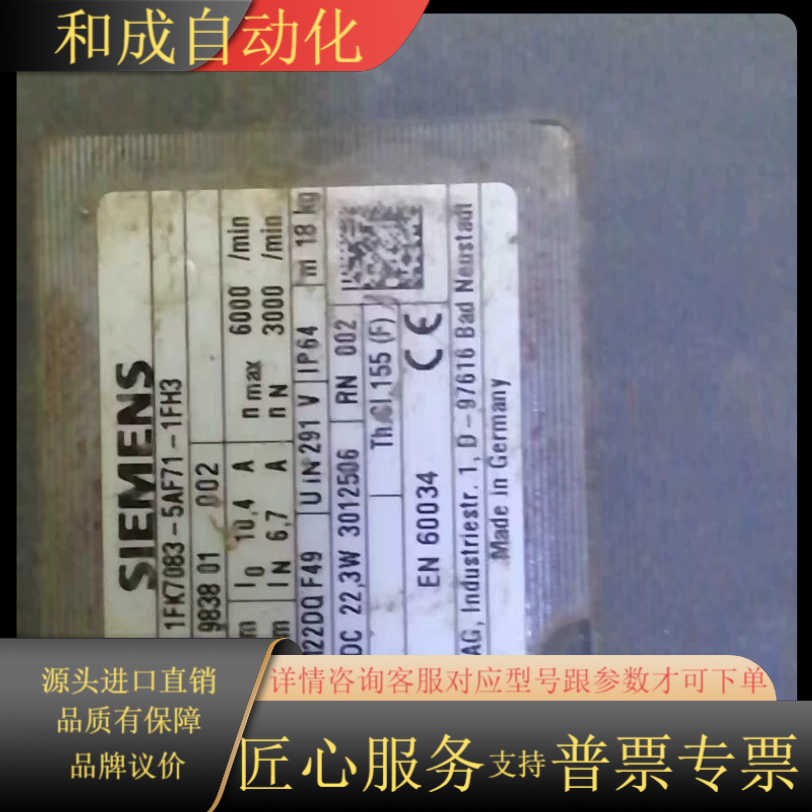 和成自动化
SIEMENS
1FK7083-5AF71-1FH3
9838 01 002
m I0 10,4 A n max 6000 /min
m IN 6,7 A n N 3000 /min
122DQ F49 UIN 291 V IP64 m 18 kg
DC 22,3W 3012506 RN 002
Th.Cl.155 (F)
EN 60034 CE
AG, Industriestr. 1, D-97616 Bad Neustadt
Made in Germany
源头进口直销
品质有保障
品牌议价
详情咨询客服对应型号跟参数才可下单
匠心服务支持普票专票